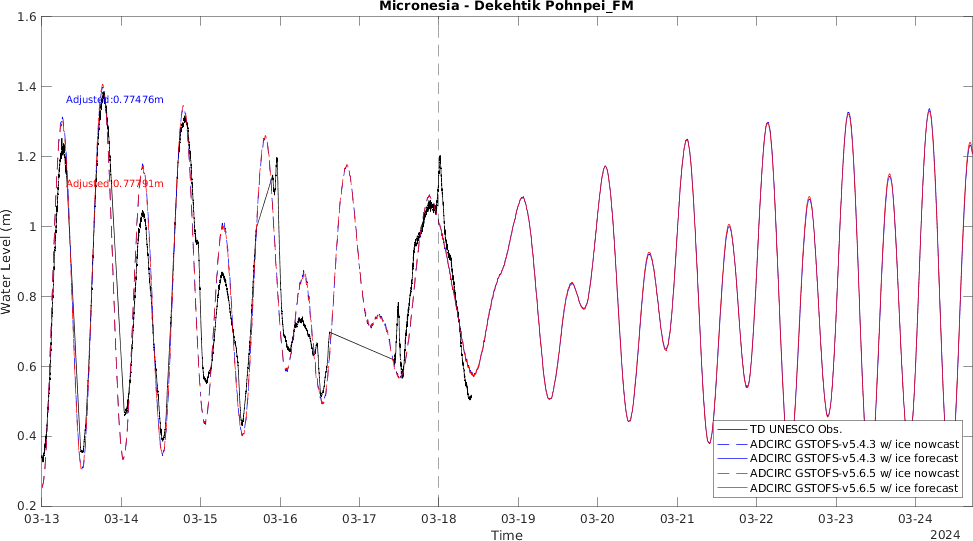 Micronesia - Dekehtik Pohnpei_FM
1.6
1.4
1.2
1
0.8
0.6
0.4
0.2
Water Level (m)
Adjusted:0.77476m
Adjusted:0.77791m
TD UNESCO Obs.
ADCIRC GSTOFS-v5.4.3 w/ ice nowcast
ADCIRC GSTOFS-v5.4.3 w/ ice forecast
ADCIRC GSTOFS-v5.6.5 w/ ice nowcast
ADCIRC GSTOFS-v5.6.5 w/ ice forecast
03-13 03-14 03-15 03-16 03-17 03-18 03-19 03-20 03-21 03-22 03-23 03-24
Time
2024